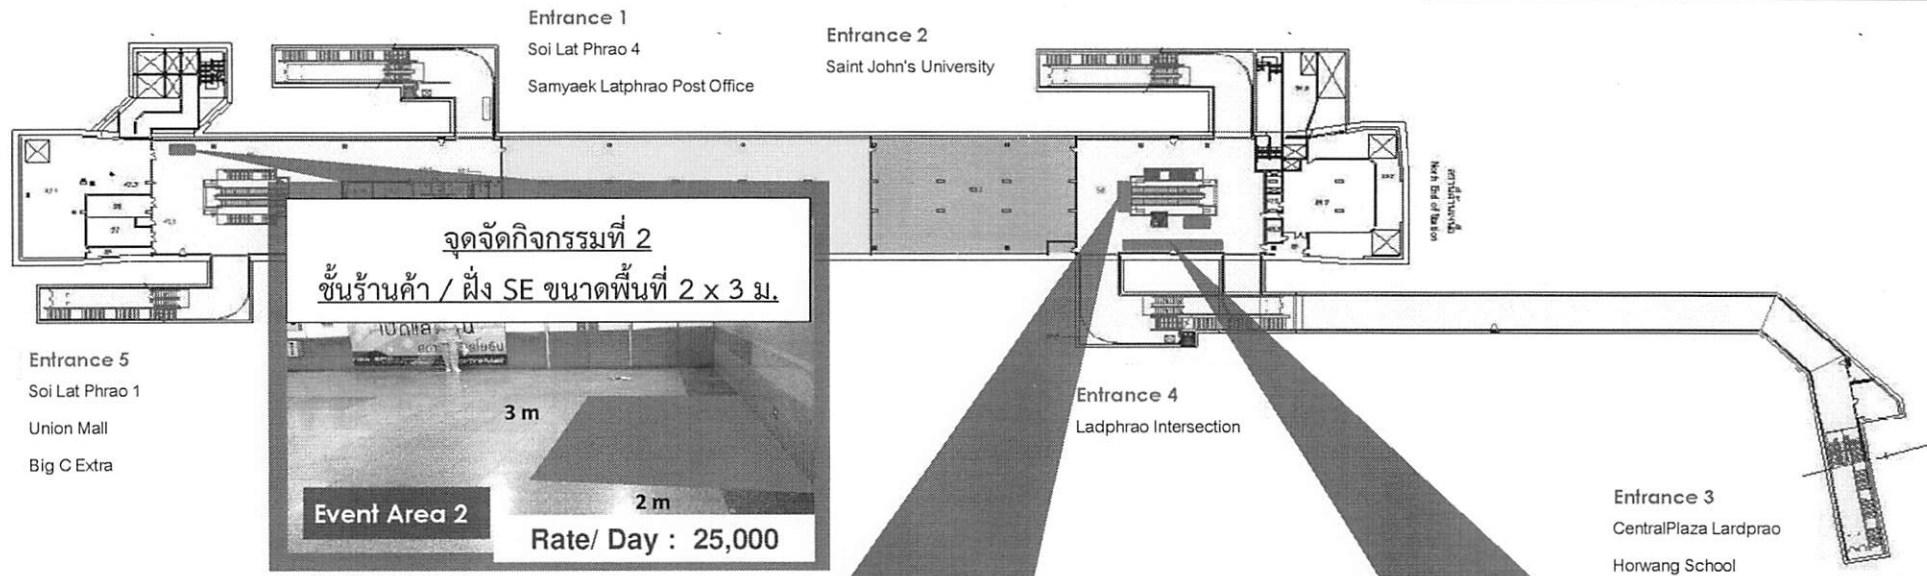 Entrance 1
Soi Lat Phrao 4
Samyaek Latphrao Post Office
Entrance 2
Saint John's University
North End of Station
จุดจัดกิจกรรมที่ 2
ชั้นร้านค้า / ฝั่ง SE ขนาดพื้นที่ 2 x 3 ม.
3 m
2 m
Event Area 2
Rate/ Day : 25,000
Entrance 5
Soi Lat Phrao 1
Union Mall
Big C Extra
Entrance 4
Ladphrao Intersection
Entrance 3
CentralPlaza Lardprao
Horwang School